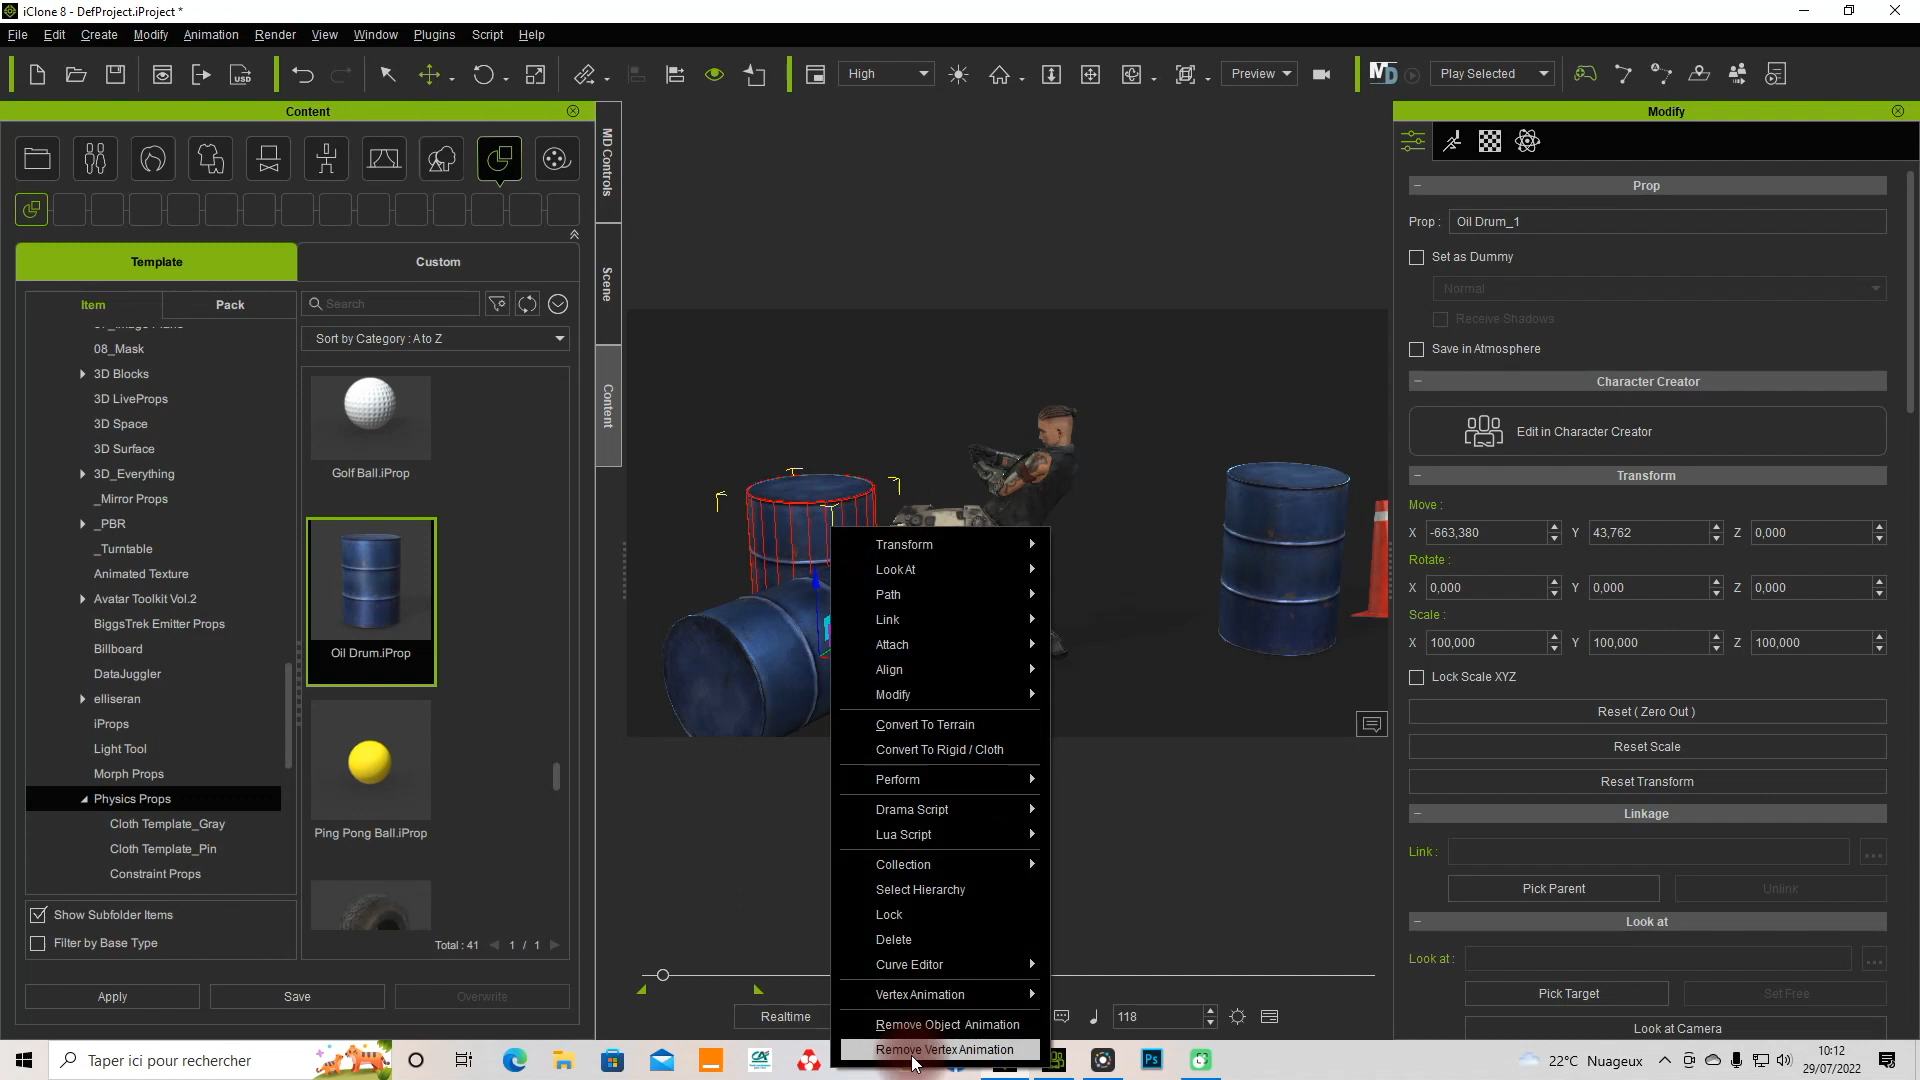 iClone 8 - DefProject.iProject *
File Edit Create Modify Animation Render View Window Plugins Script Help
High
Preview
Play Selected
Content
MD Controls
Scene
Content
Template
Custom
Item
Pack
Search
Sort by Category : A to Z
08_Mask
3D Blocks
3D LiveProps
3D Space
3D Surface
3D_Everything
_Mirror Props
_PBR
_Turntable
Animated Texture
Avatar Toolkit Vol.2
BiggsTrek Emitter Props
Billboard
DataJuggler
elliseran
iProps
Light Tool
Morph Props
Physics Props
Cloth Template_Gray
Cloth Template_Pin
Constraint Props
Golf Ball.iProp
Oil Drum.iProp
Ping Pong Ball.iProp
Show Subfolder Items
Filter by Base Type
Total : 41 1 / 1
Apply
Save
Overwrite
Transform
Look At
Path
Link
Attach
Align
Modify
Convert To Terrain
Convert To Rigid / Cloth
Perform
Drama Script
Lua Script
Collection
Select Hierarchy
Lock
Delete
Curve Editor
Vertex Animation
Remove Object Animation
Remove Vertex Animation
Realtime
118
Modify
Prop
Prop : Oil Drum_1
Set as Dummy
Normal
Receive Shadows
Save in Atmosphere
Character Creator
Edit in Character Creator
Transform
Move :
X -663,380 Y 43,762 Z 0,000
Rotate :
X 0,000 Y 0,000 Z 0,000
Scale :
X 100,000 Y 100,000 Z 100,000
Lock Scale XYZ
Reset ( Zero Out )
Reset Scale
Reset Transform
Linkage
Link :
...
Pick Parent
Unlink
Look at
Look at :
...
Pick Target
Set Free
Look at Camera
Taper ici pour rechercher
Ps
22°C Nuageux
10:12
29/07/2022